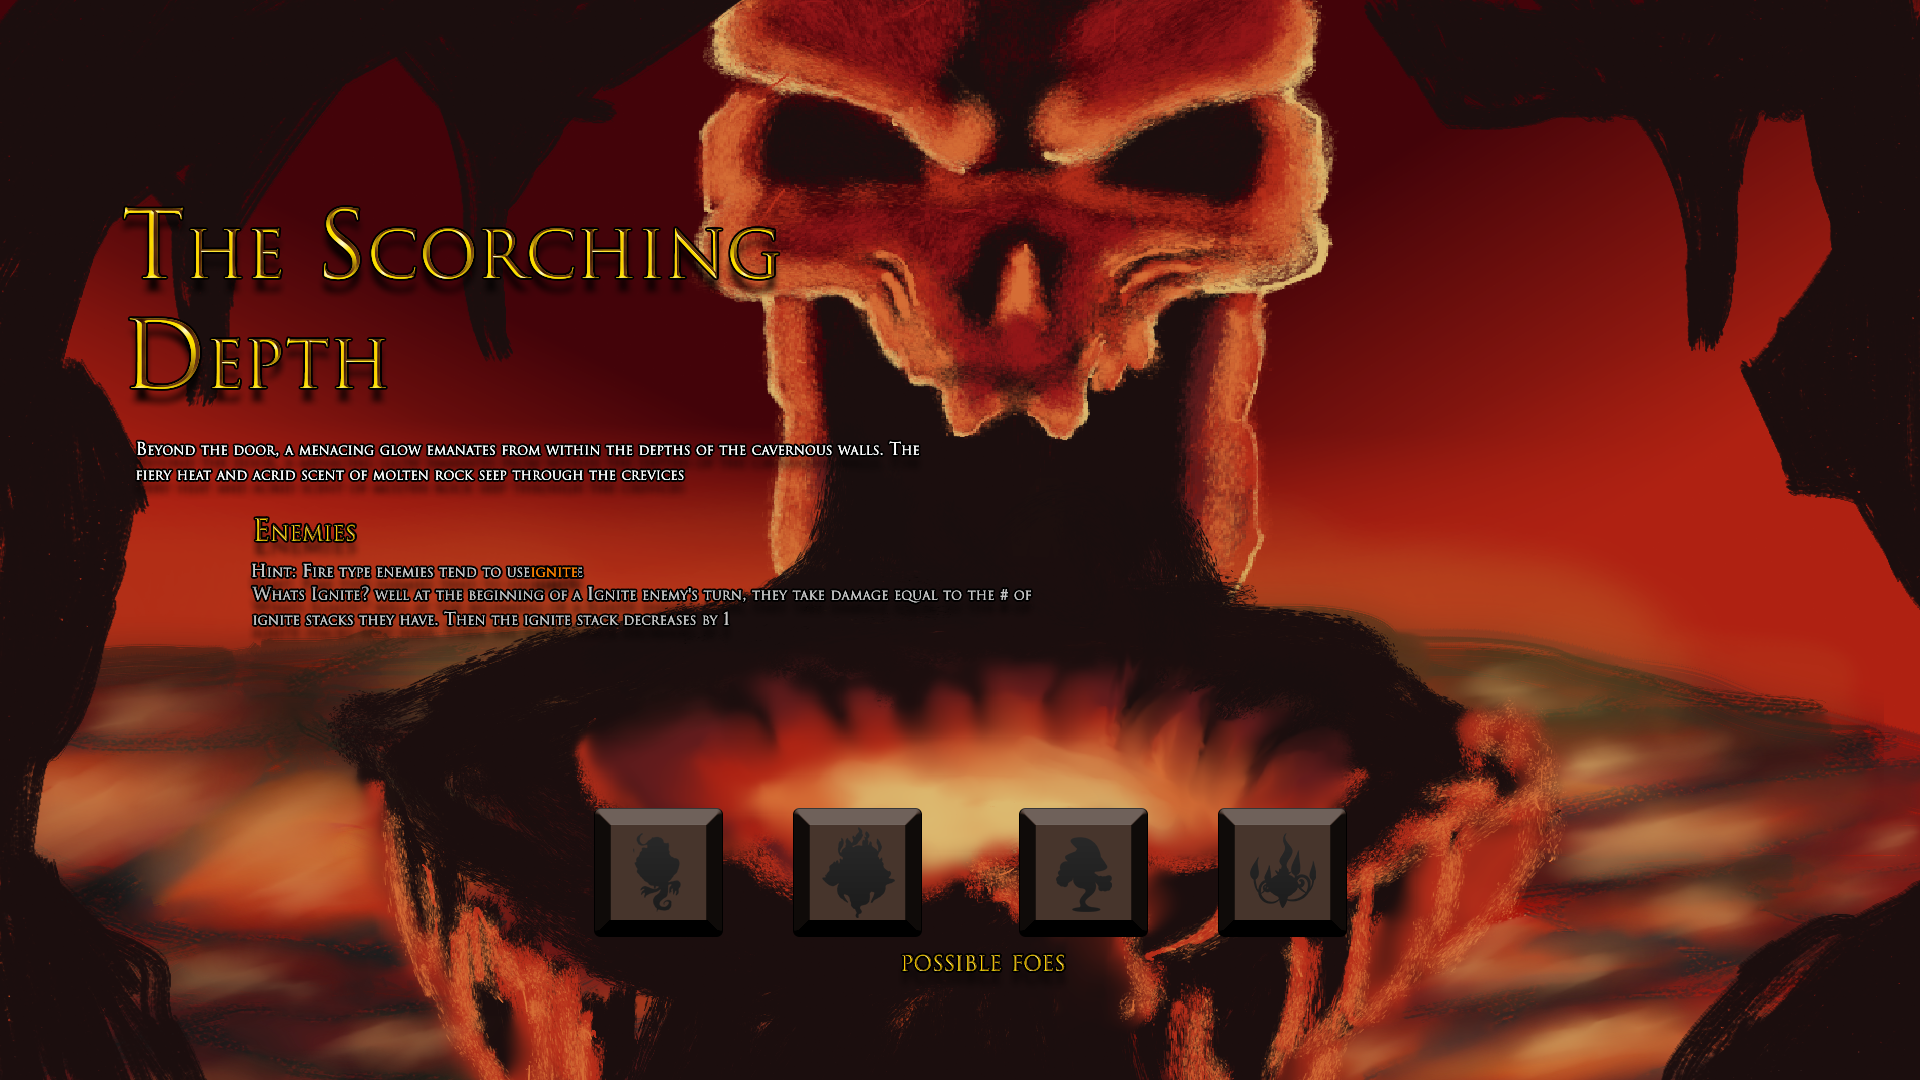 The Scorching
Depth
Beyond the door, a menacing glow emanates from within the depths of the cavernous walls. The
fiery heat and acrid scent of molten rock seep through the crevices
Enemies
Hint: Fire type enemies tend to useignite
Whats Ignite? well at the beginning of a Ignite enemy's turn, they take damage equal to the # of
ignite stacks they have. Then the ignite stack decreases by 1
possible foes